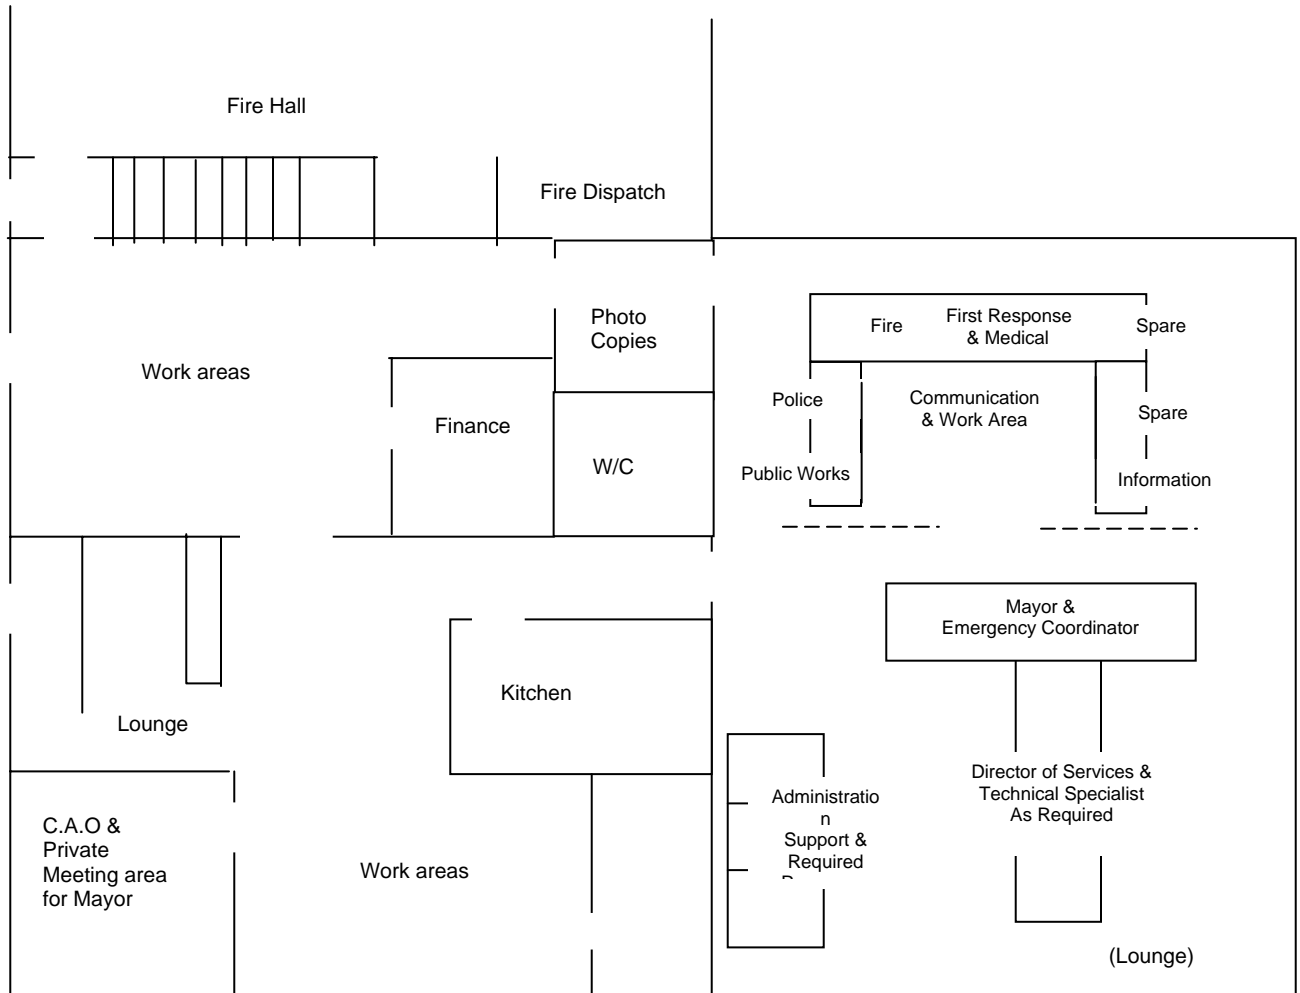 Fire Hall
Fire Dispatch
Photo
Copies
Fire
First Response
& Medical
Spare
Work areas
Police
Communication
& Work Area
Spare
Finance
W/C
Public Works
Information
Mayor &
Emergency Coordinator
Kitchen
Lounge
Director of Services &
Technical Specialist
As Required
Administratio
n
Support &
Required
C.A.O &
Private
Meeting area
for Mayor
Work areas
(Lounge)